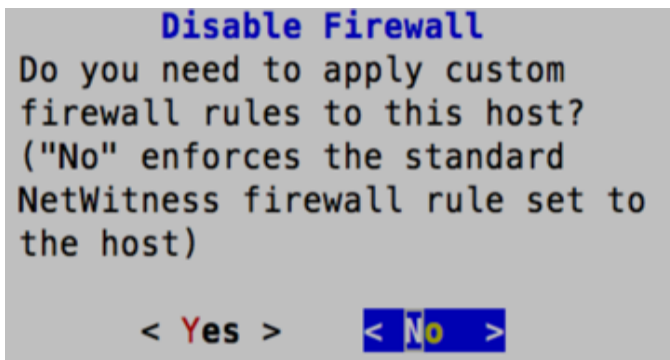 Disable Firewall
Do you need to apply custom
firewall rules to this host?
("No" enforces the standard
NetWitness firewall rule set to
the host)
< Yes > < No >